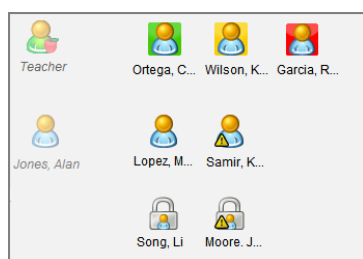 Teacher
Ortega, C... Wilson, K... Garcia, R...
Jones, Alan
Lopez, M... Samir, K...
Song, Li Moore. J...